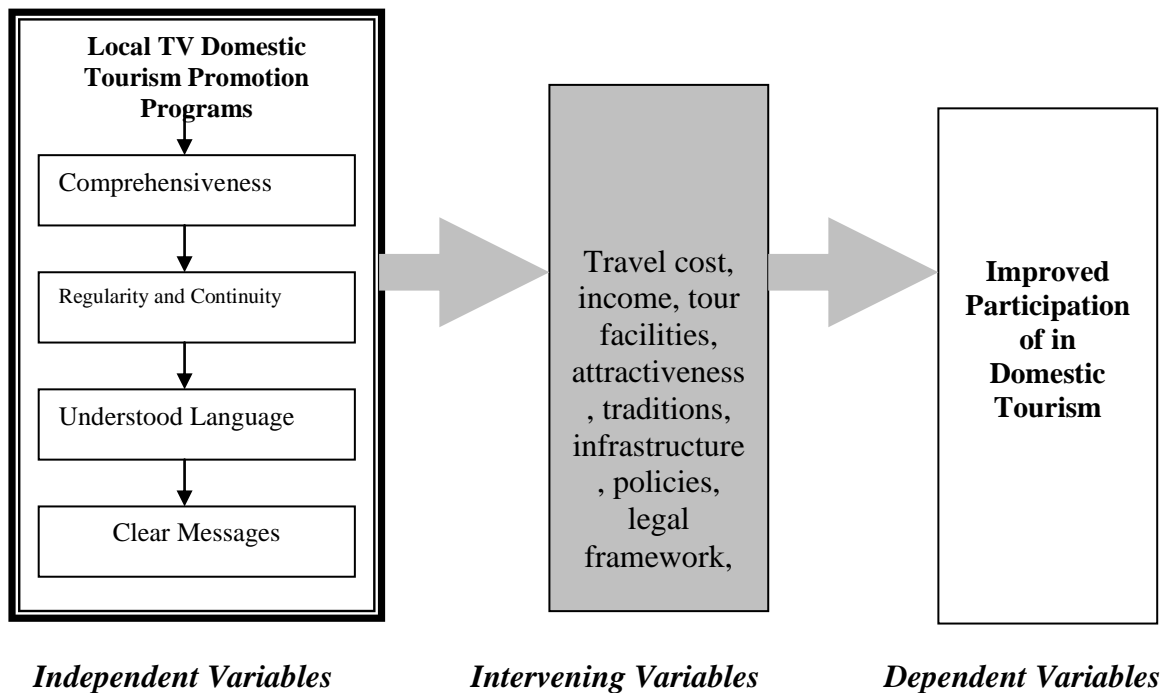 Local TV Domestic
Tourism Promotion
Programs
Comprehensiveness
Regularity and Continuity
Understood Language
Clear Messages
Travel cost,
income, tour
facilities,
attractiveness
, traditions,
infrastructure
, policies,
legal
framework,
Improved
Participation
of in
Domestic
Tourism
Independent Variables
Intervening Variables
Dependent Variables